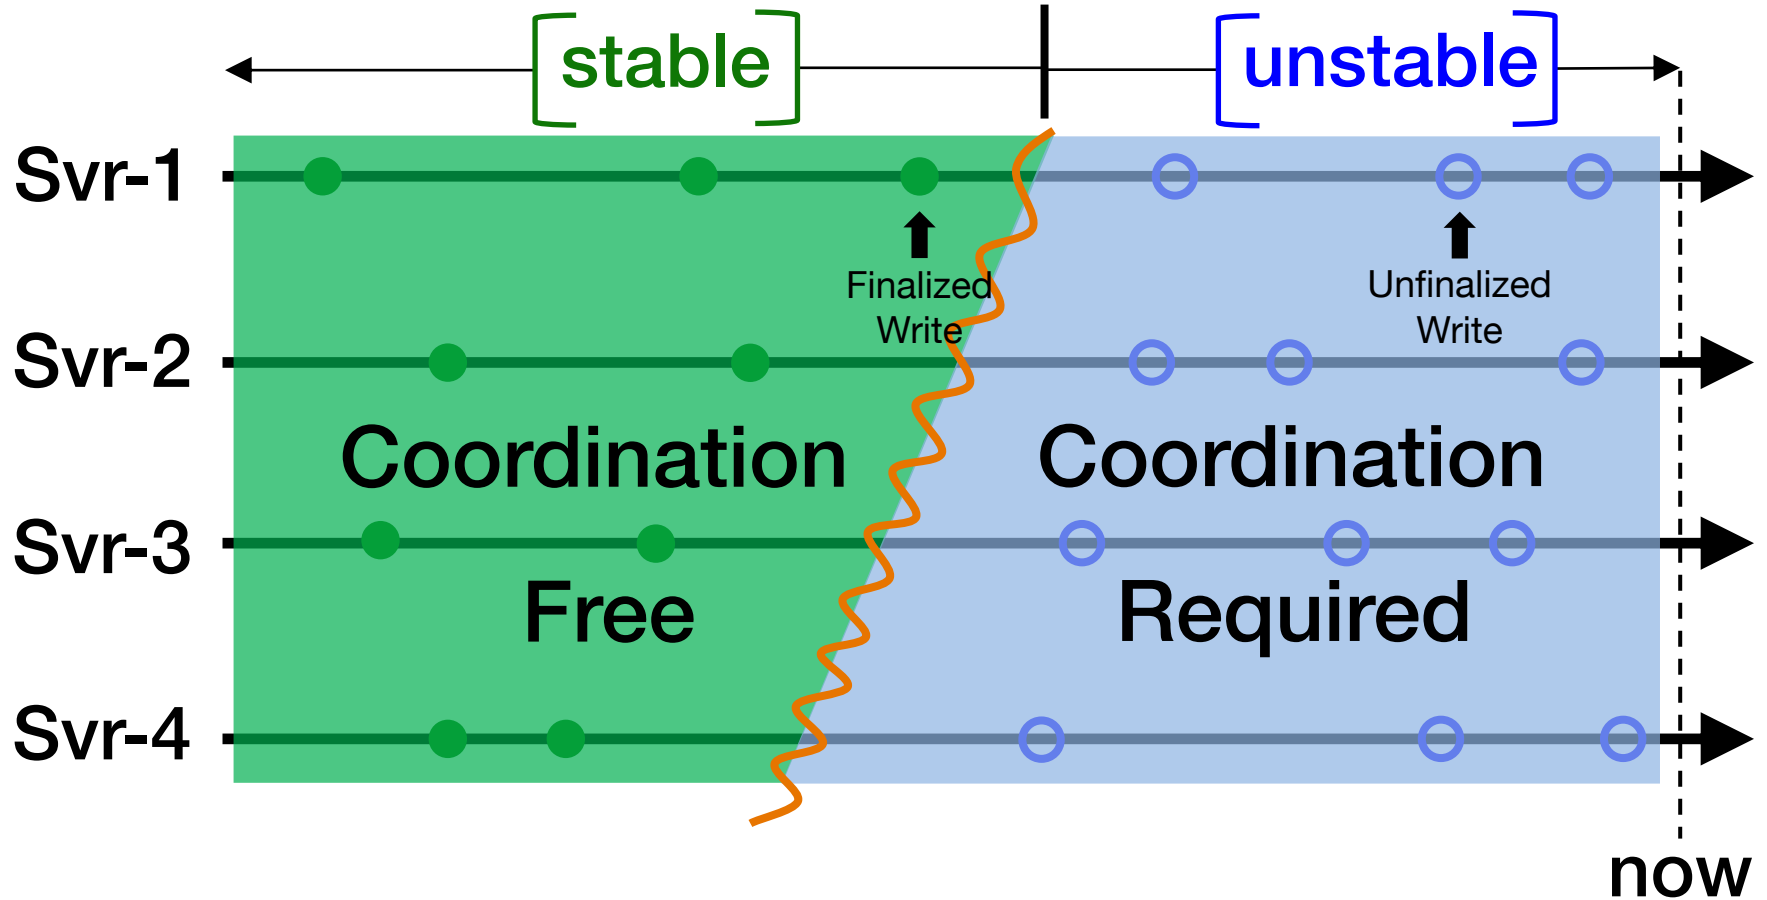 stable
unstable
Svr-1
Finalized
Write
Unfinalized
Write
Svr-2
Coordination
Free
Coordination
Required
Svr-3
Svr-4
now